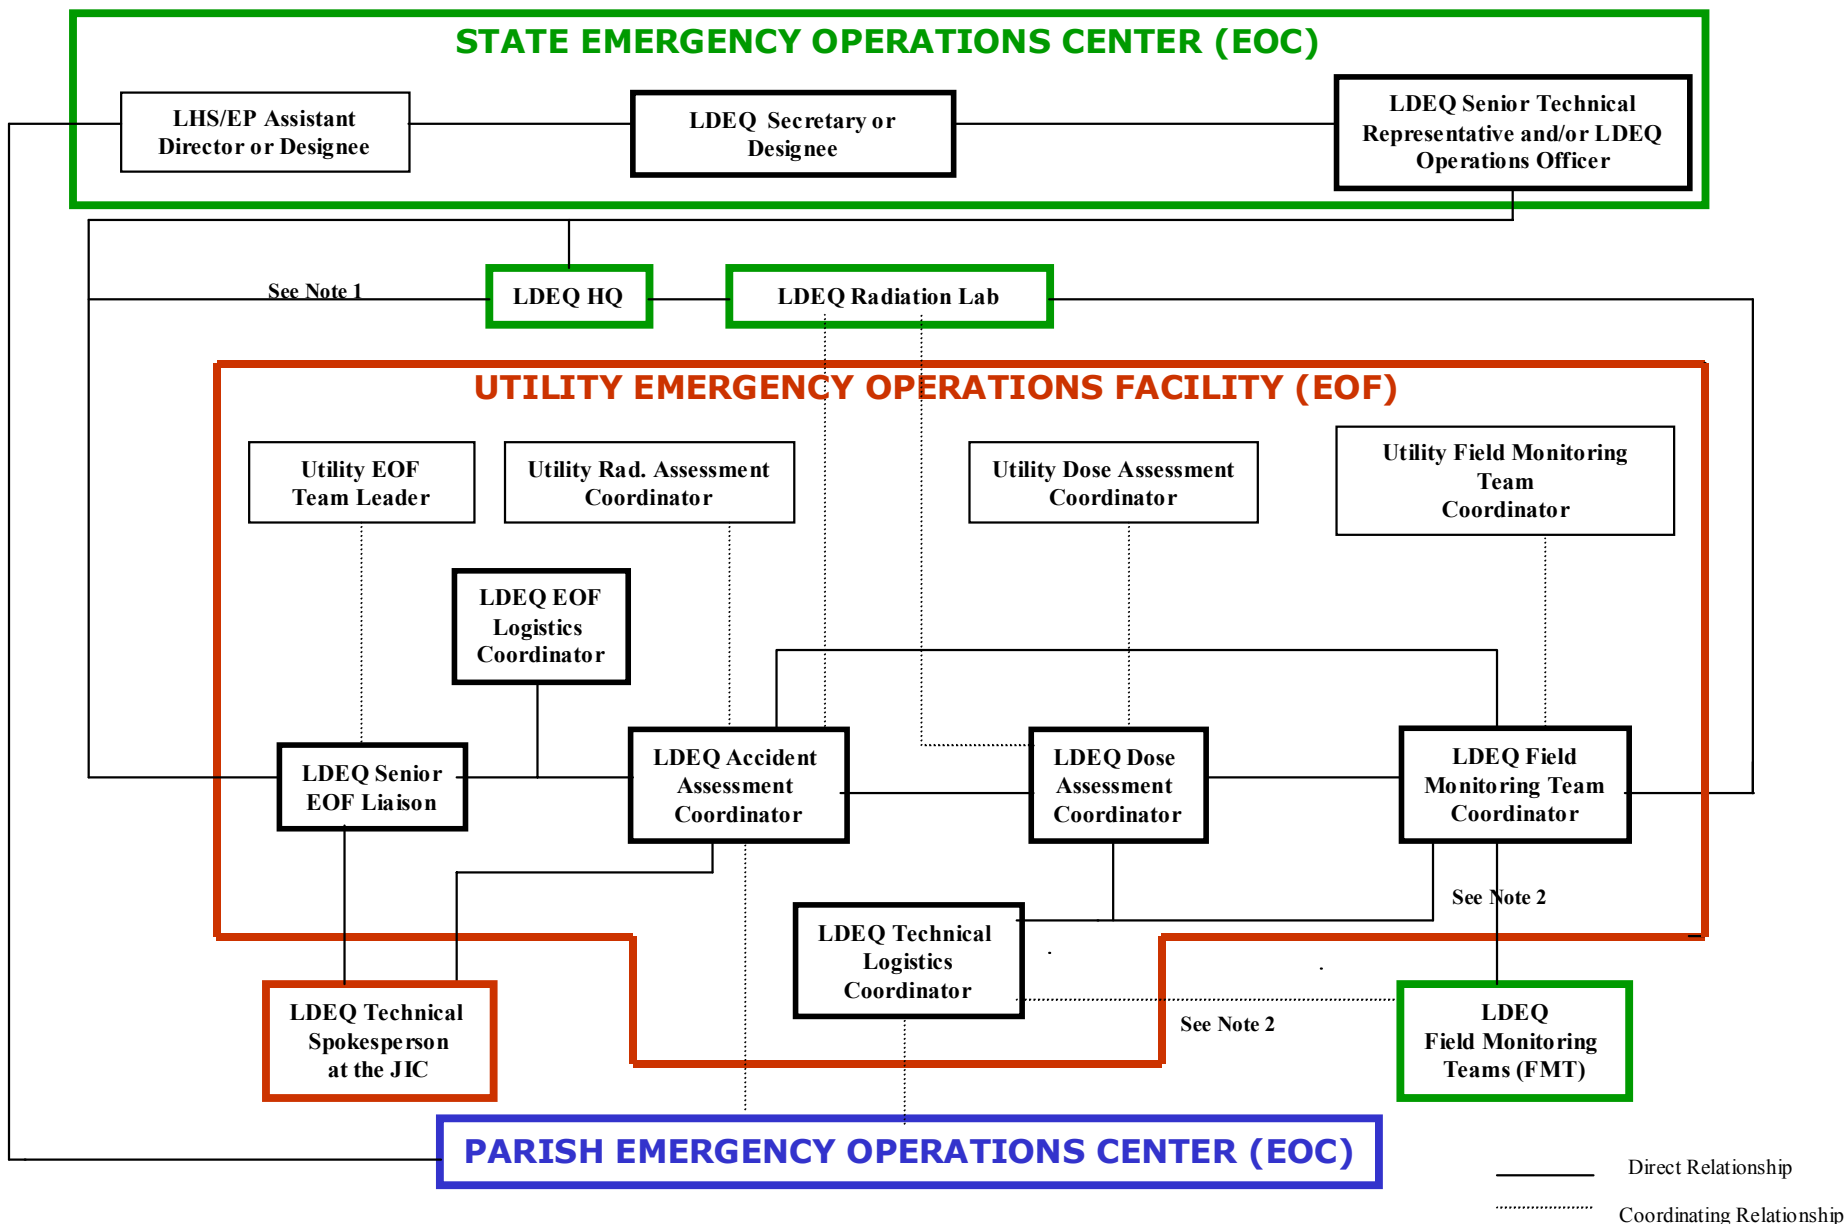 STATE EMERGENCY OPERATIONS CENTER (EOC)
LHS/EP Assistant
Director or Designee
LDEQ Secretary or
Designee
LDEQ Senior Technical
Representative and/or LDEQ
Operations Officer
See Note 1
LDEQ HQ
LDEQ Radiation Lab
UTILITY EMERGENCY OPERATIONS FACILITY (EOF)
Utility EOF
Team Leader
Utility Rad. Assessment
Coordinator
Utility Dose Assessment
Coordinator
Utility Field Monitoring
Team
Coordinator
LDEQ EOF
Logistics
Coordinator
LDEQ Senior
EOF Liaison
LDEQ Accident
Assessment
Coordinator
LDEQ Dose
Assessment
Coordinator
LDEQ Field
Monitoring Team
Coordinator
See Note 2
LDEQ Technical
Logistics
Coordinator
See Note 2
LDEQ Technical
Spokesperson
at the JIC
LDEQ
Field Monitoring
Teams (FMT)
PARISH EMERGENCY OPERATIONS CENTER (EOC)
Direct Relationship
Coordinating Relationship